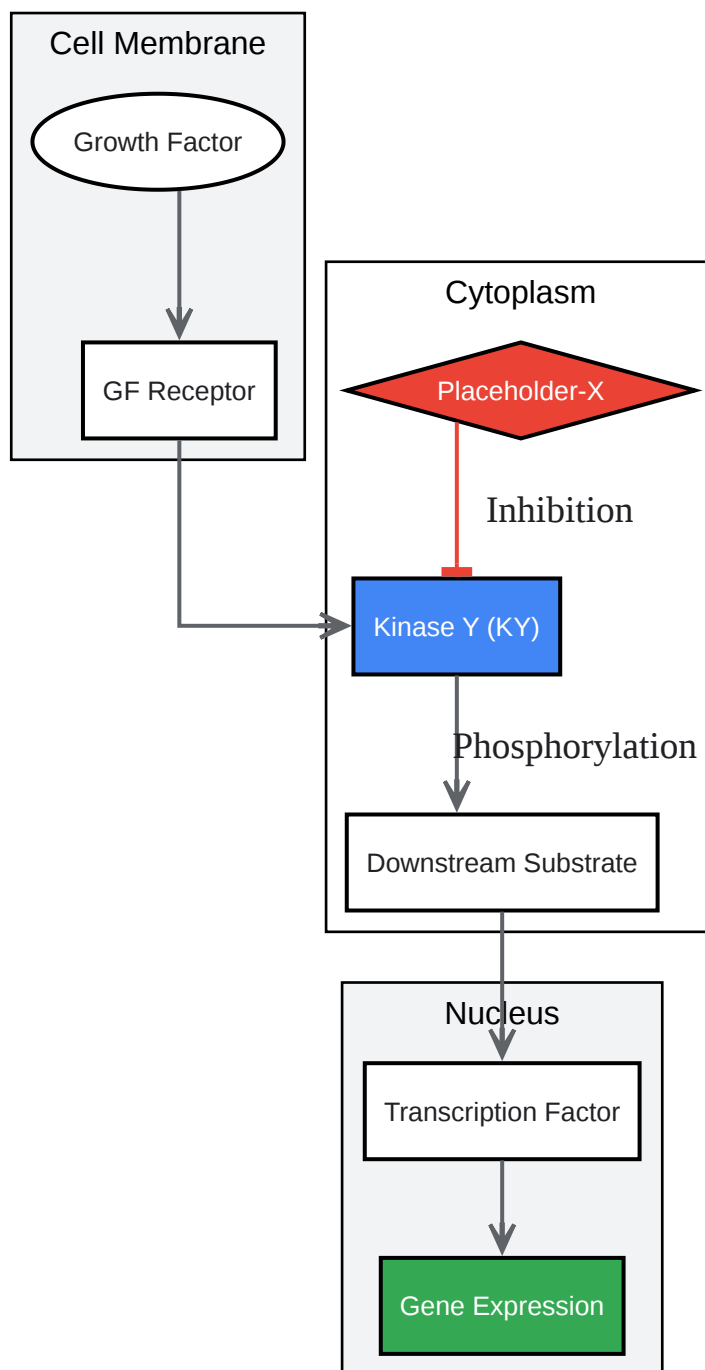 Cell Membrane
Growth Factor
GF Receptor
Cytoplasm
Placeholder-X
Inhibition
Kinase Y (KY)
Phosphorylation
Downstream Substrate
Nucleus
Transcription Factor
Gene Expression